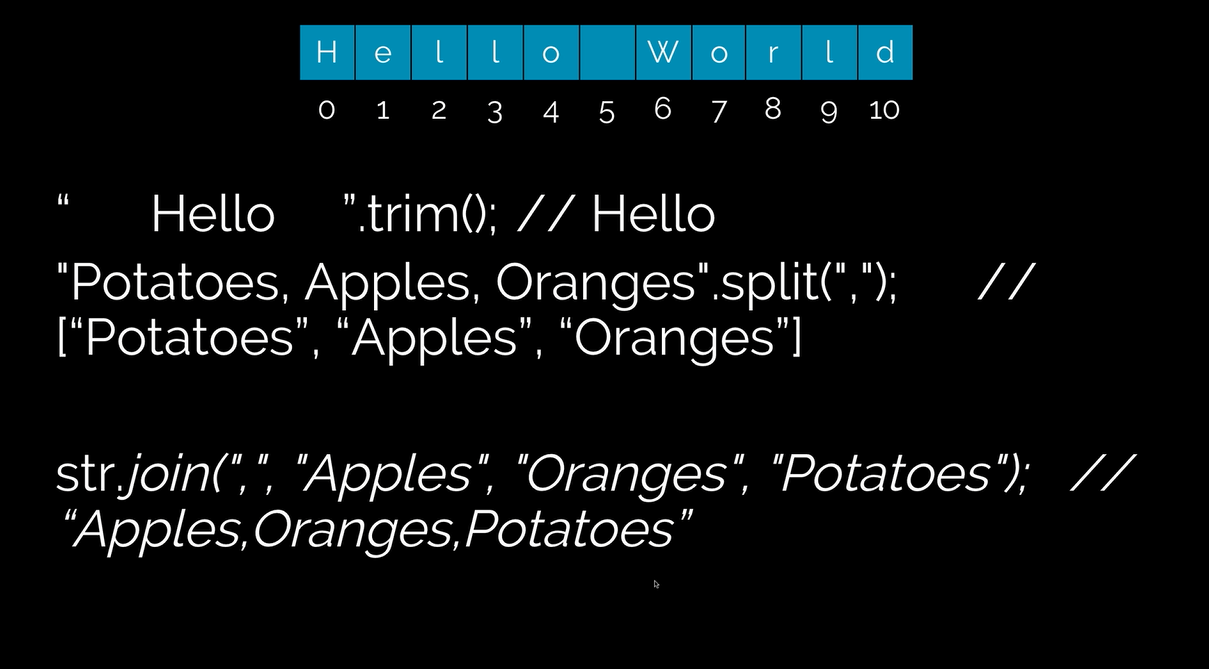 H e l l o W o r l d
0 1 2 3 4 5 6 7 8 9 10
“ Hello ”.trim(); // Hello
"Potatoes, Apples, Oranges".split(","); //
[“Potatoes”, “Apples”, “Oranges”]
str.join(",", "Apples", "Oranges", "Potatoes"); //
“Apples,Oranges,Potatoes”